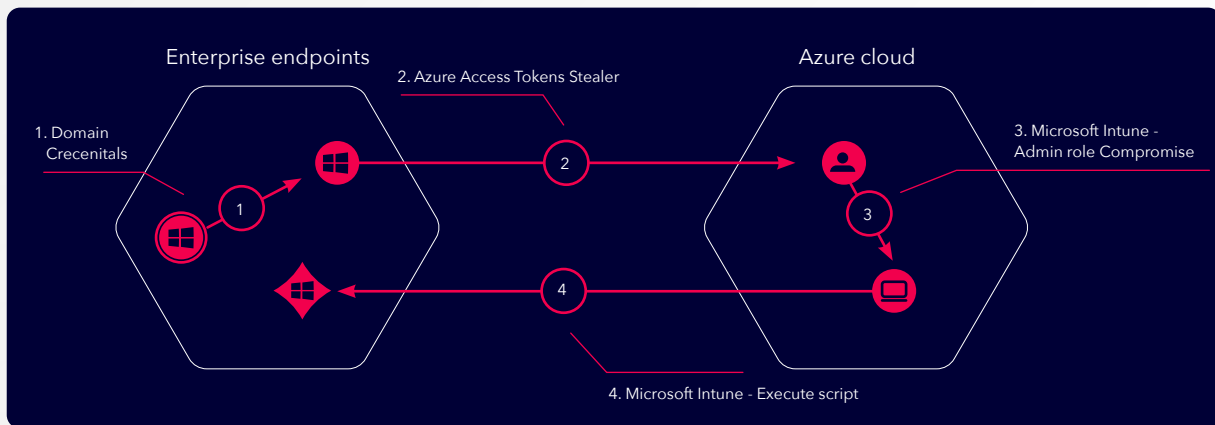 Enterprise endpoints
Azure cloud
2. Azure Access Tokens Stealer
1. Domain
Crecenitals
3. Microsoft Intune -
Admin role Compromise
2
1
3
4
4. Microsoft Intune - Execute script